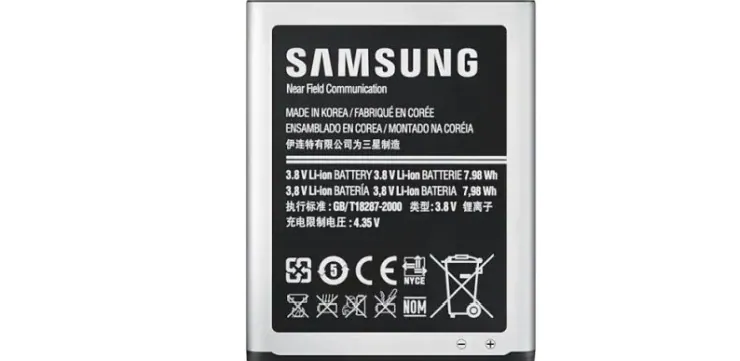 SAMSUNG
Near Field Communication
MADE IN KOREA / FABRIQUÉ EN CORÉE
ENSAMBLADO EN COREA / MONTADO NA CORÉIA
伊连特有限公司为三星制造
3.8 V Li-ion BATTERY 3.8 V Li-ion BATTERIE 7.98 Wh
3,8 V Li-ion BATERÍA 3,8 V Li-ion BATERIA 7,98 Wh
执行标准 : GB/T18287-2000 类型 : 3.8 V 锂离子
充电限制电压 : 4.35 V
5 CE NYCE
NOM